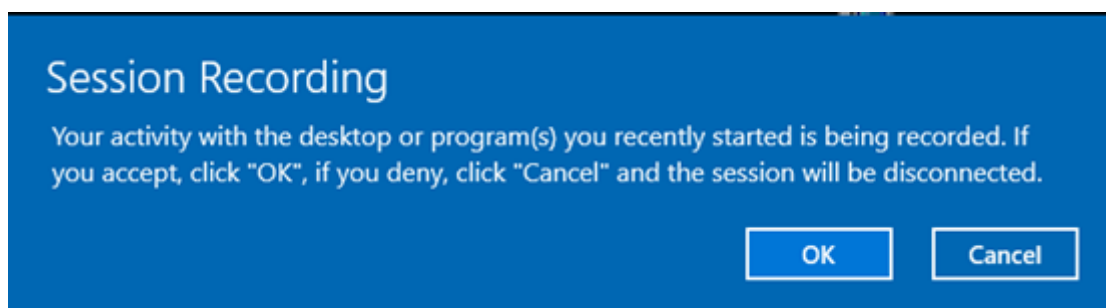 Session Recording
Your activity with the desktop or program(s) you recently started is being recorded. If
you accept, click "OK", if you deny, click "Cancel" and the session will be disconnected.
OK Cancel